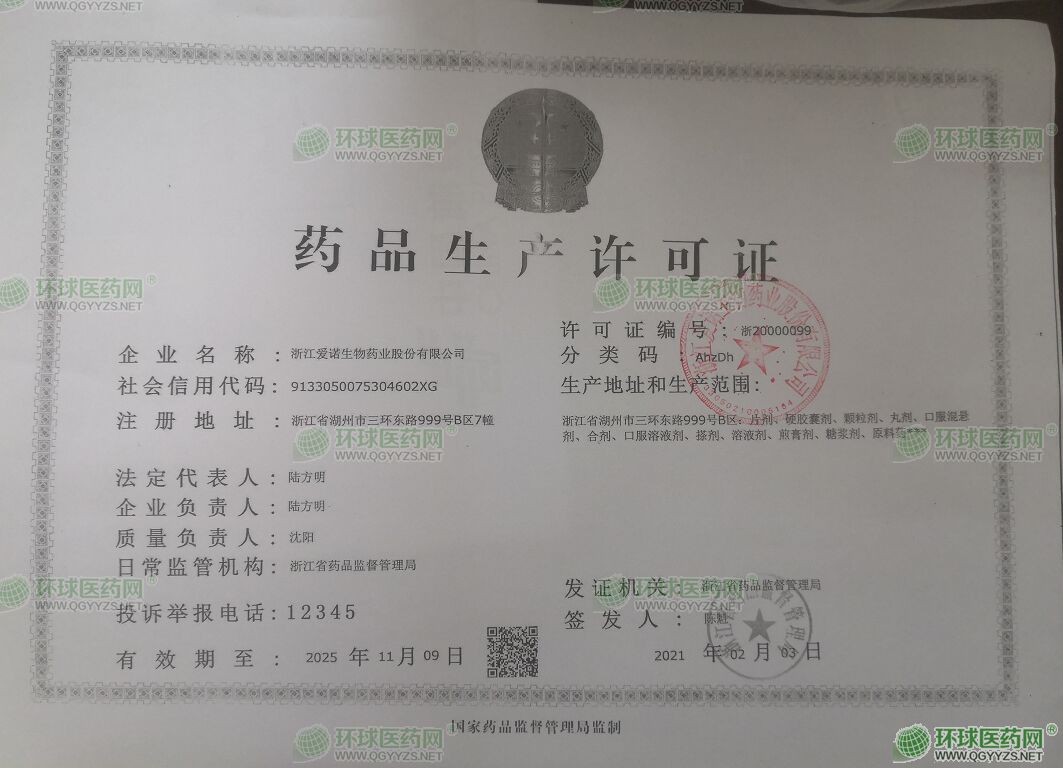 药品生产许可证
许可证编号：浙20000099
企业名称：浙江爱诺生物药业股份有限公司
分类码：AhzDh
社会信用代码：9133050075304602XG
生产地址和生产范围：
注册地址：浙江省湖州市三环东路999号B区7幢
浙江省湖州市三环东路999号B区：片剂、硬胶囊剂、颗粒剂、丸剂、口服混悬
剂、合剂、口服溶液剂、搽剂、溶液剂、煎膏剂、糖浆剂、原料药***
法定代表人：陆方明
企业负责人：陆方明
质量负责人：沈阳
日常监管机构：浙江省药品监督管理局
发证机关：浙江省药品监督管理局
投诉举报电话：12345
签发人：陈魁
有效期至：2025年11月09日
2021年02月03日
国家药品监督管理局监制
环球医药网®
WWW.QGYYZS.NET